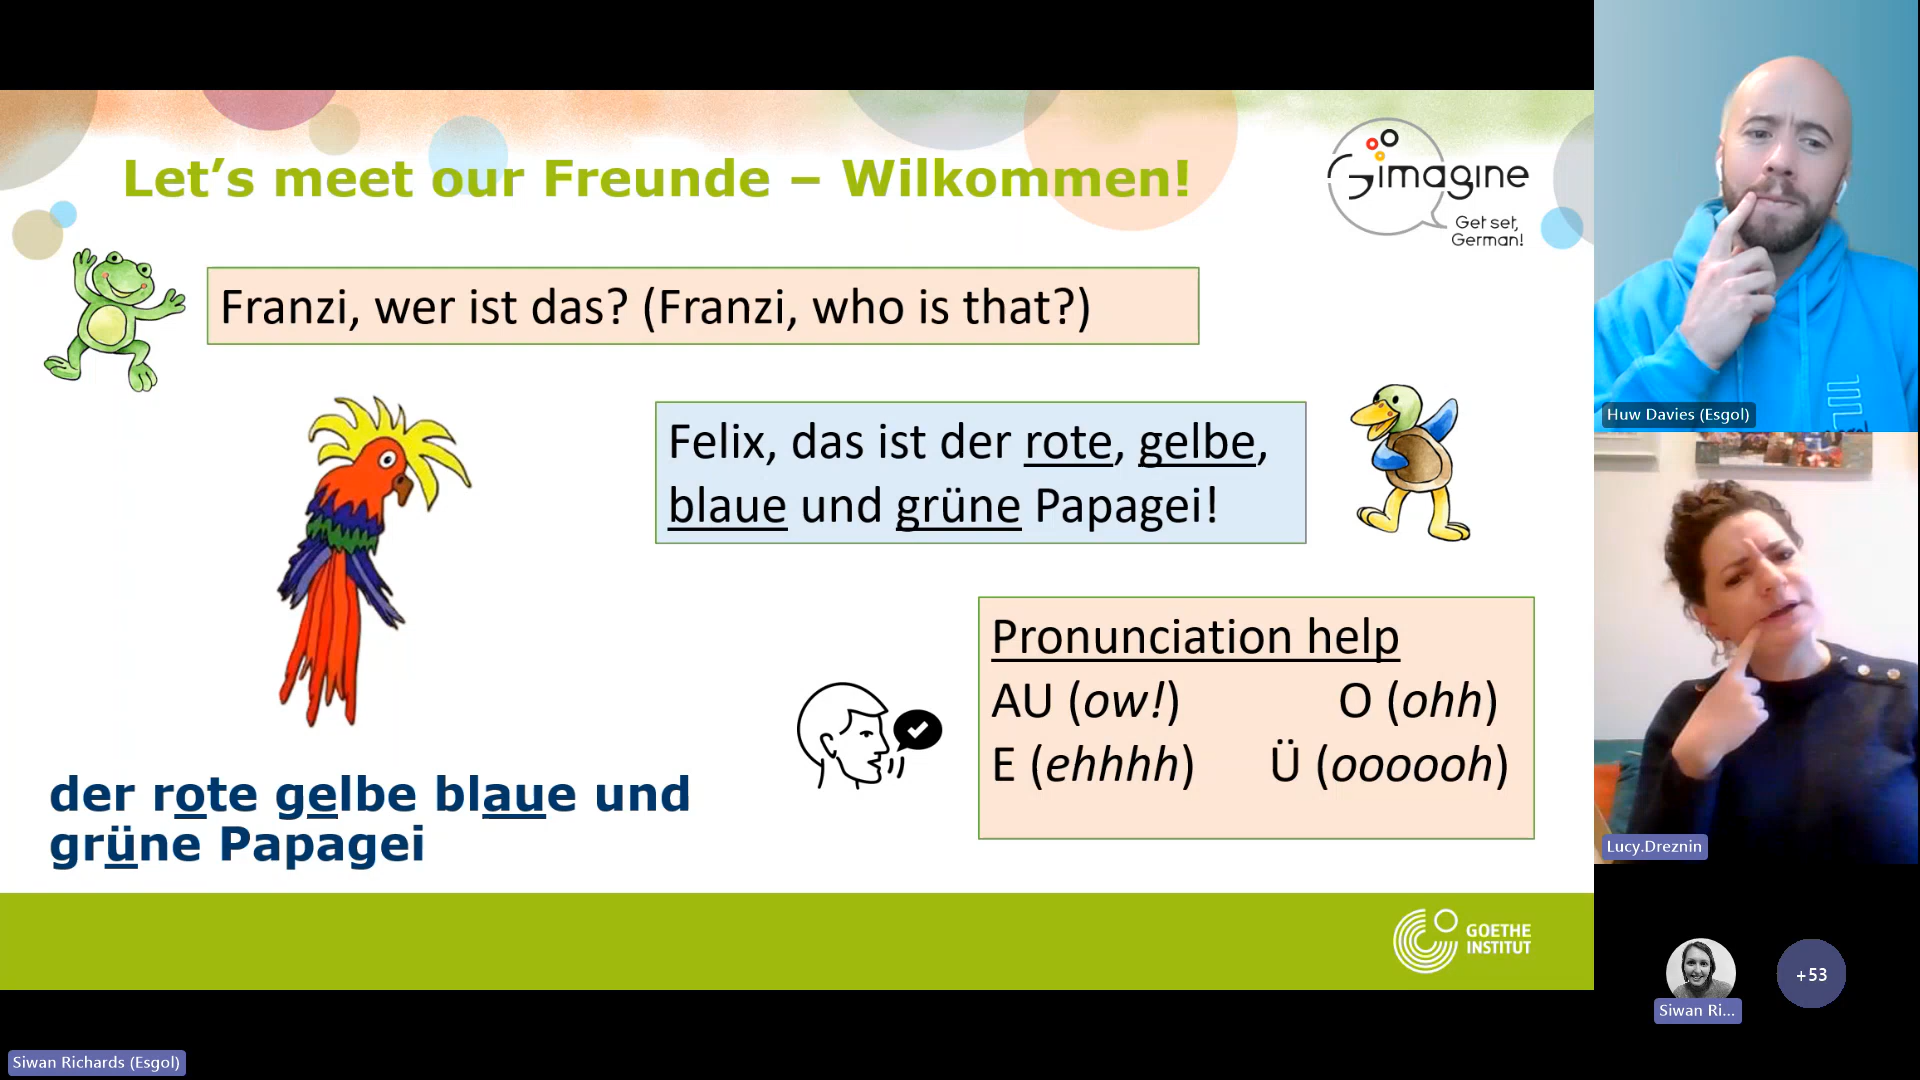 Let's meet our Freunde – Wilkommen!
Gimagine
Get set,
German!
Franzi, wer ist das? (Franzi, who is that?)
Felix, das ist der rote, gelbe,
blaue und grüne Papagei!
Pronunciation help
AU (ow!) O (ohh)
E (ehhhh) Ü (oooooh)
der rote gelbe blaue und
grüne Papagei
GOETHE
INSTITUT
Huw Davies (Esgol)
Lucy.Dreznin
Siwan Ri...
+53
Siwan Richards (Esgol)